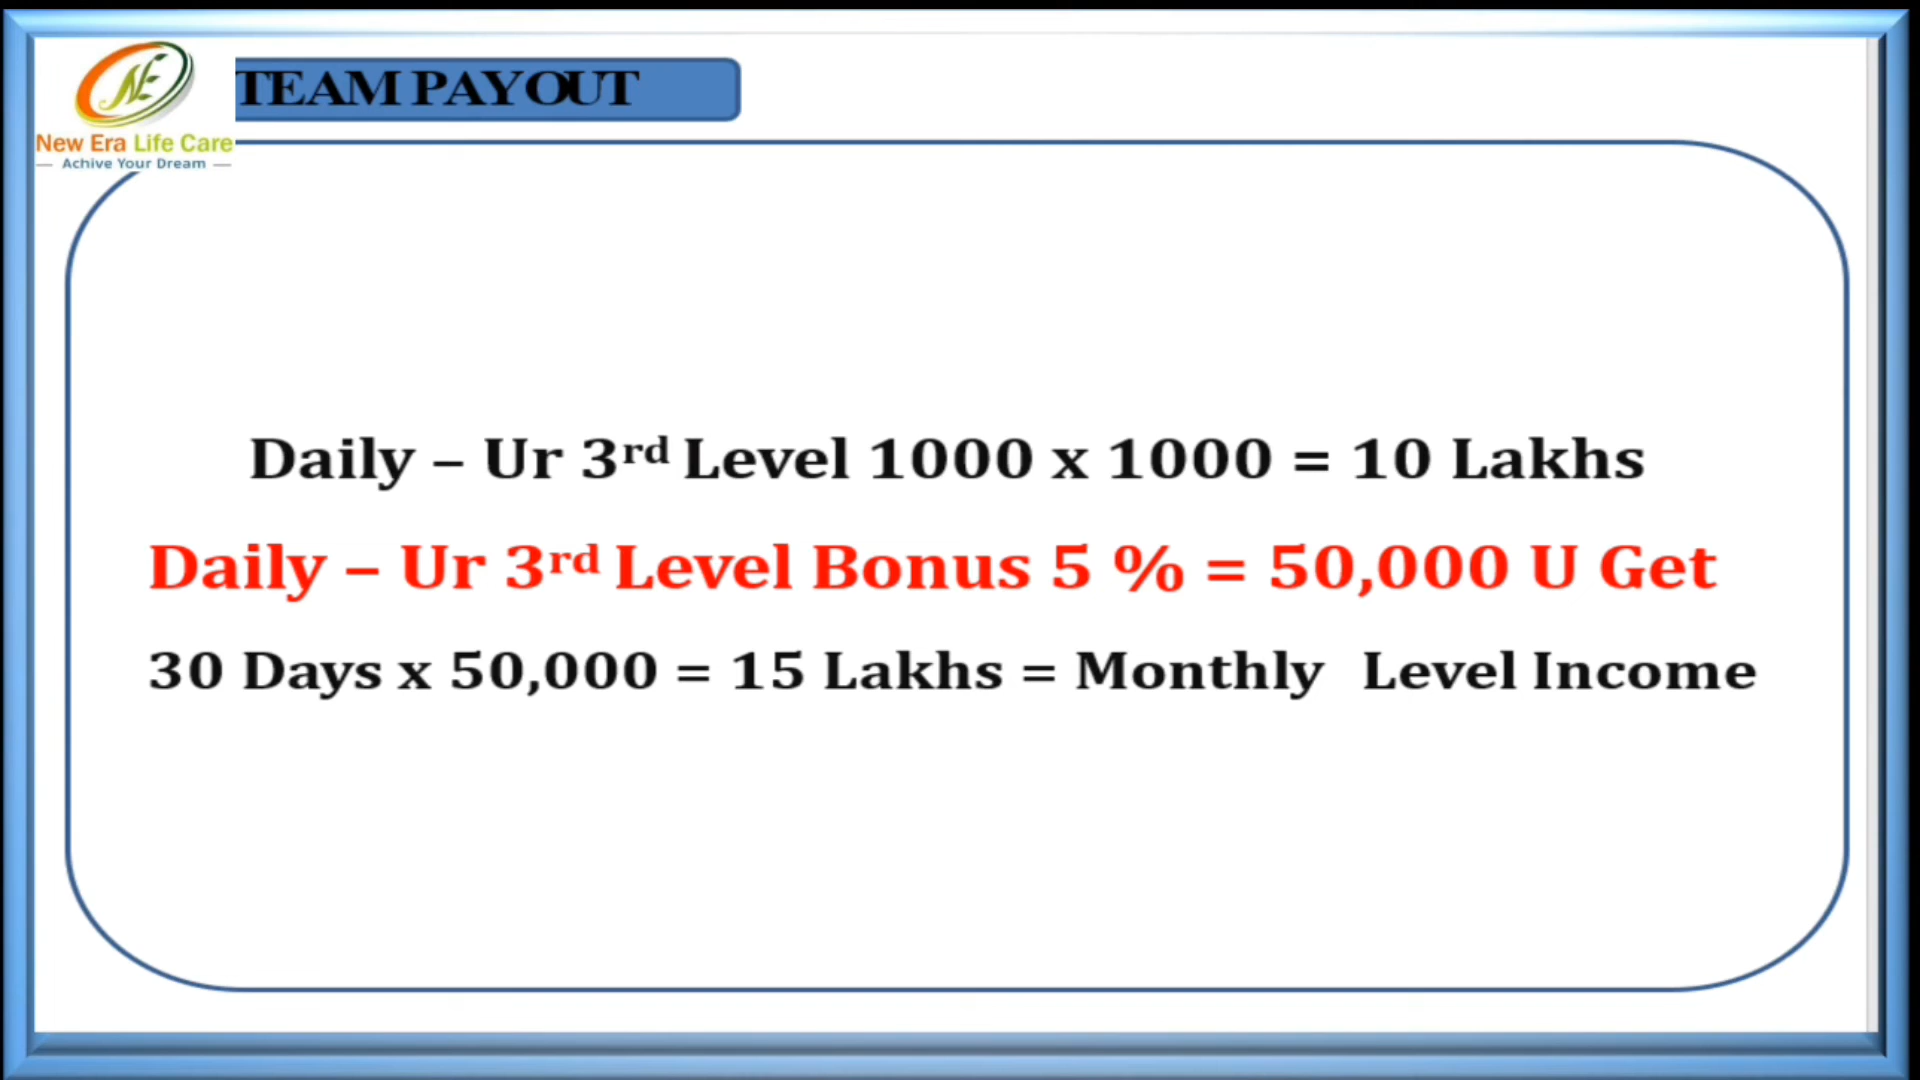 TEAM PAYOUT
New Era Life Care
Achive Your Dream
Daily – Ur 3rd Level 1000 x 1000 = 10 Lakhs
Daily – Ur 3rd Level Bonus 5 % = 50,000 U Get
30 Days x 50,000 = 15 Lakhs = Monthly Level Income